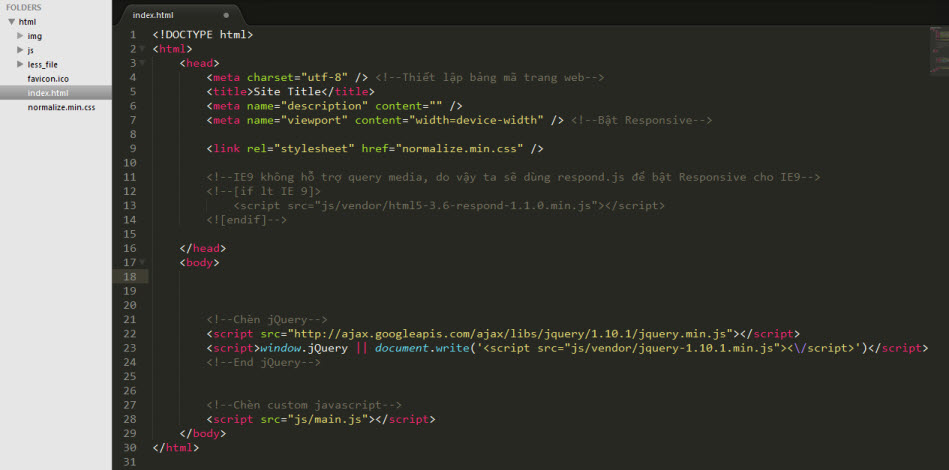 FOLDERS
html
img
js
less_file
favicon.ico
index.html
normalize.min.css
index.html
1 <!DOCTYPE html>
2 <html>
3 <head>
4 <meta charset="utf-8" /> <!--Thiết lập bảng mã trang web-->
5 <title>Site Title</title>
6 <meta name="description" content="" />
7 <meta name="viewport" content="width=device-width" /> <!--Bật Responsive-->
8
9 <link rel="stylesheet" href="normalize.min.css" />
10
11 <!--IE9 không hỗ trợ query media, do vậy ta sẽ dùng respond.js để bật Responsive cho IE9-->
12 <!--[if lt IE 9]>
13 <script src="js/vendor/html5-3.6-respond-1.1.0.min.js"></script>
14 <![endif]-->
15
16 </head>
17 <body>
18
19
20
21 <!--Chèn jQuery-->
22 <script src="http://ajax.googleapis.com/ajax/libs/jquery/1.10.1/jquery.min.js"></script>
23 <script>window.jQuery || document.write('<script src="js/vendor/jquery-1.10.1.min.js"><\/script>')</script>
24 <!--End jQuery-->
25
26
27 <!--Chèn custom javascript-->
28 <script src="js/main.js"></script>
29 </body>
30 </html>
31